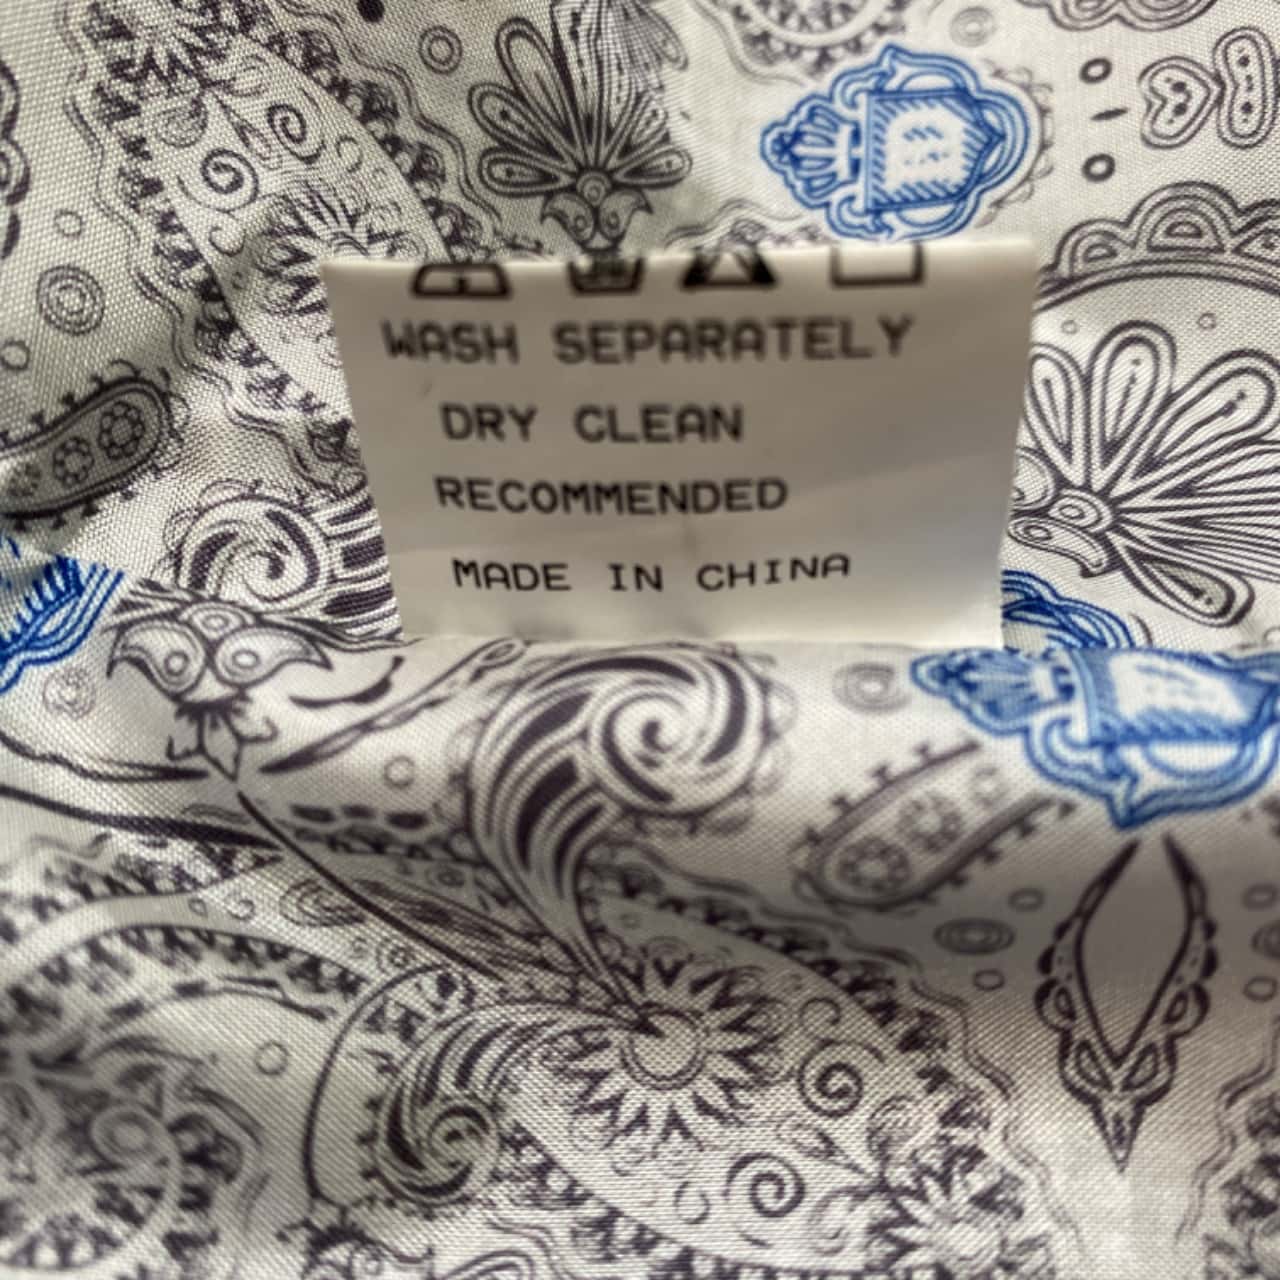 WASH SEPARATELY
DRY CLEAN
RECOMMENDED
MADE IN CHINA